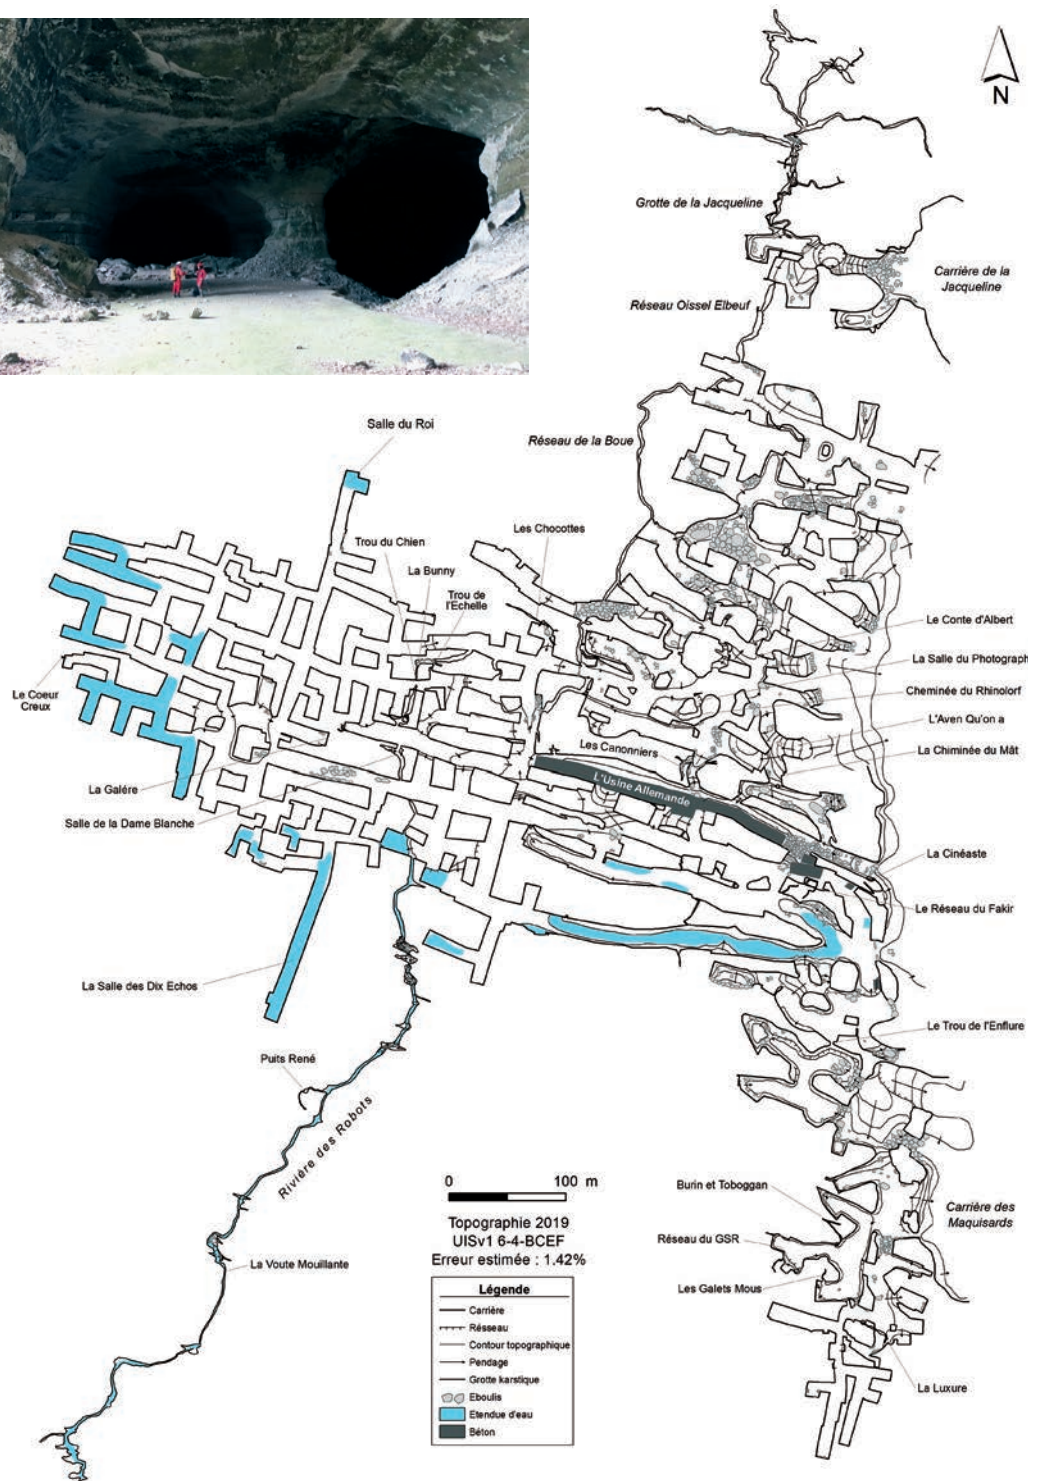 N
Grotte de la Jacqueline
Carrière de la
Jacqueline
Réseau Oissel Elbeuf
Salle du Roi
Réseau de la Boue
Les Chocottes
Trou du Chien
La Bunny
Trou de
l'Echelle
Le Conte d'Albert
La Salle du Photograph
Le Coeur
Creux
Cheminée du Rhinolorf
L'Aven Qu'on a
Les Canonniers
La Chiminée du Mât
L'Usine Allemande
La Galére
Salle de la Dame Blanche
La Cinéaste
Le Réseau du Fakir
La Salle des Dix Echos
Le Trou de l'Enflure
Puits René
Rivière des Robots
Burin et Toboggan
Carrière des
Maquisards
Réseau du GSR
La Voute Mouillante
Les Galets Mous
La Luxure
0 100 m
Topographie 2019
UISv1 6-4-BCEF
Erreur estimée : 1.42%
Légende
Carrière
Résseau
Contour topographique
Pendage
Grotte karstique
Eboulis
Etendue d'eau
Béton